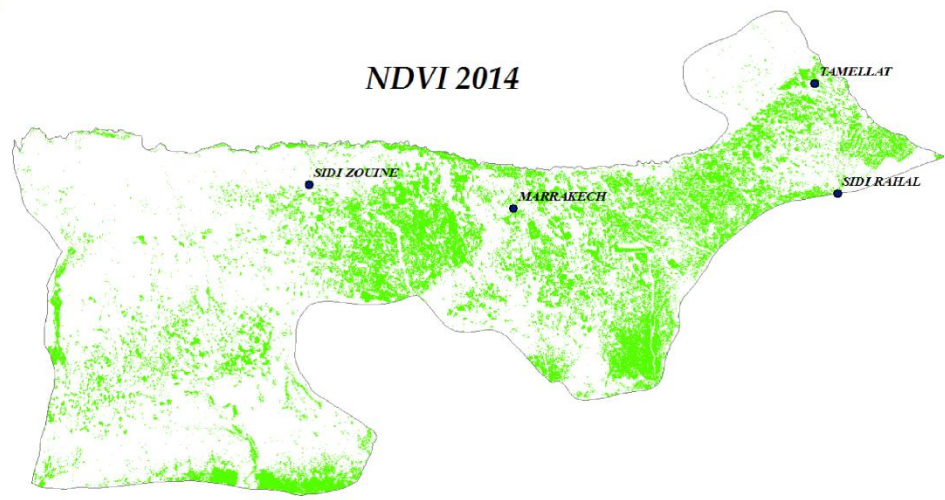 NDVI 2014
TAMELLAT
SIDI ZOUINE
SIDI RAHAL
MARRAKECH